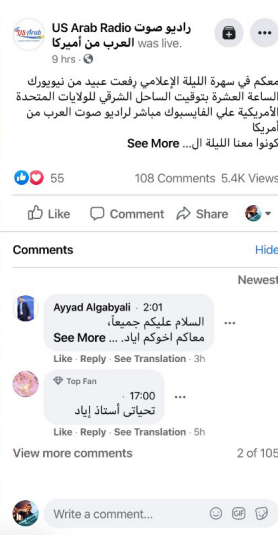 US Arab Radio راديو صوت
العرب من أميركا was live.
9 hrs ·
معكم في سهرة الليلة الإعلامي رفعت عبيد من نيويورك
الساعة العشرة بتوقيت الساحل الشرقي للولايات المتحدة
الأمريكية علي الفايسبوك مباشر لراديو صوت العرب من
أمريكا
كونوا معنا الليلة ال... See More
55
108 Comments 5.4K Views
Like Comment Share
Comments Hide
Newest
Ayyad Algabyali · 2:01
السلام عليكم جميعاً،
معاكم اخوكم اياد. ... See More
Like · Reply · See Translation · 3h
Top Fan
· 17:00
تحياتى أستاذ إياد
Like · Reply · See Translation · 5h
View more comments 2 of 105
Write a comment...
GIF